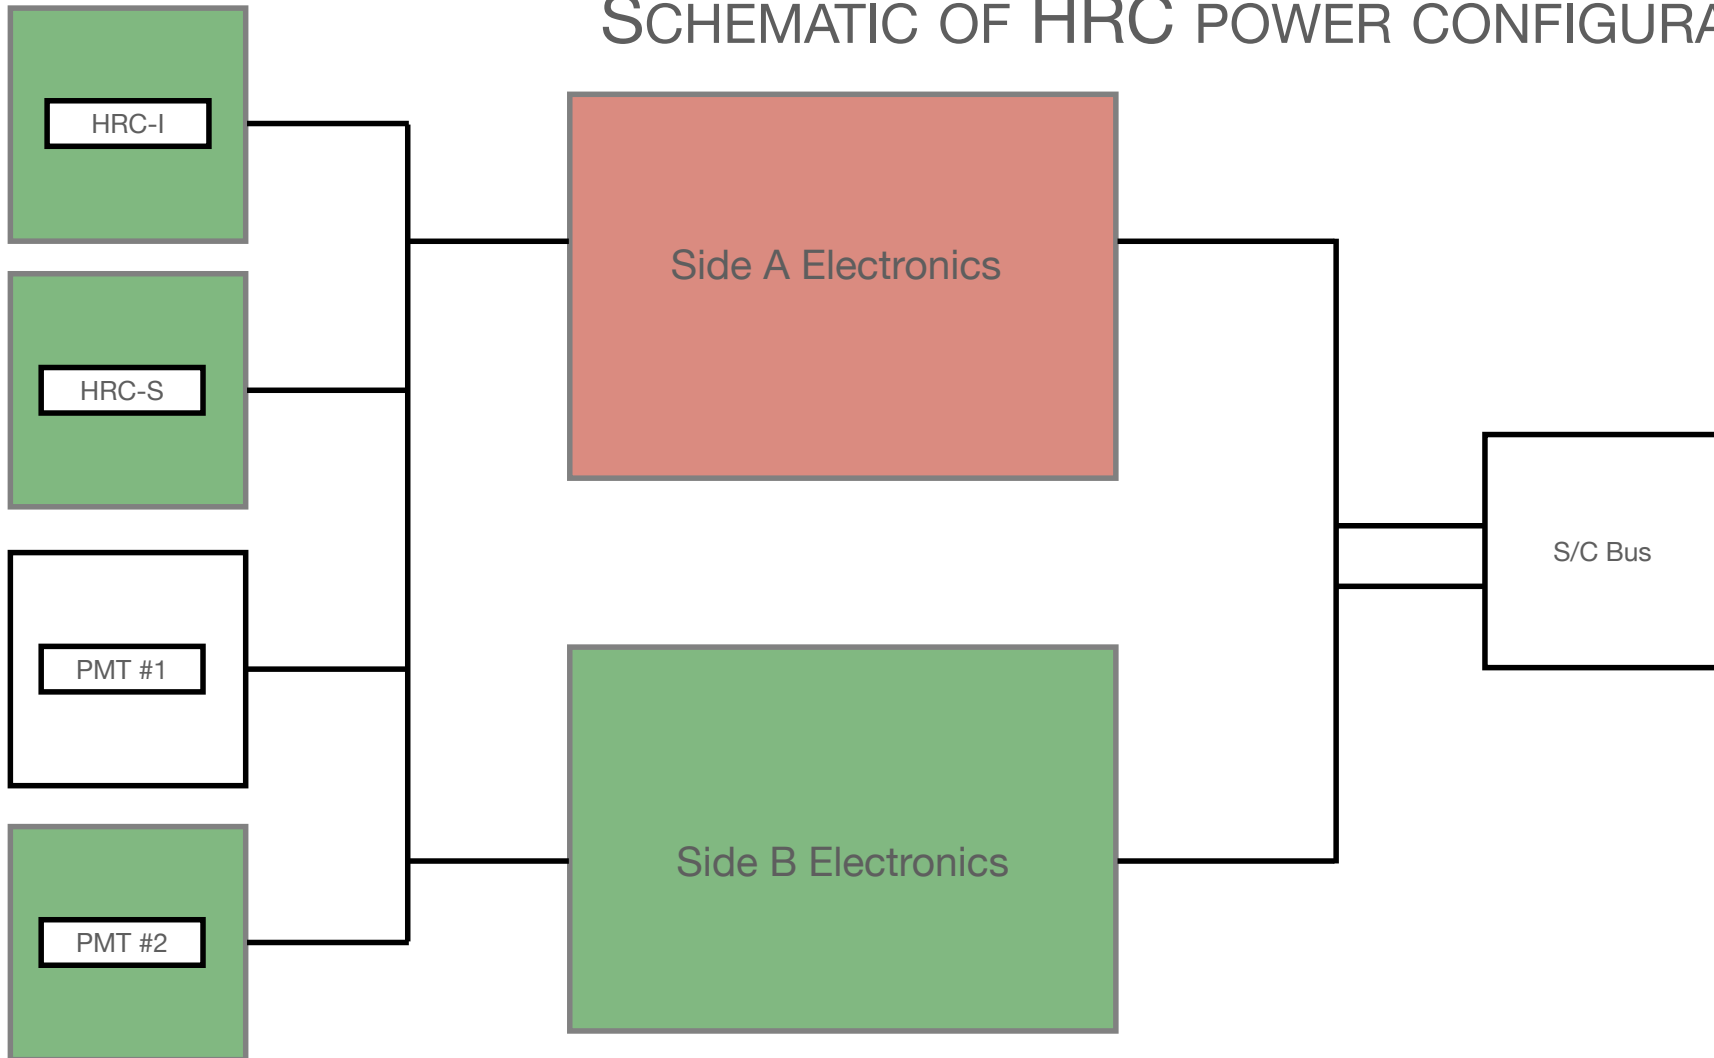 SCHEMATIC OF HRC POWER CONFIGURA
HRC-I
Side A Electronics
HRC-S
S/C Bus
PMT #1
Side B Electronics
PMT #2